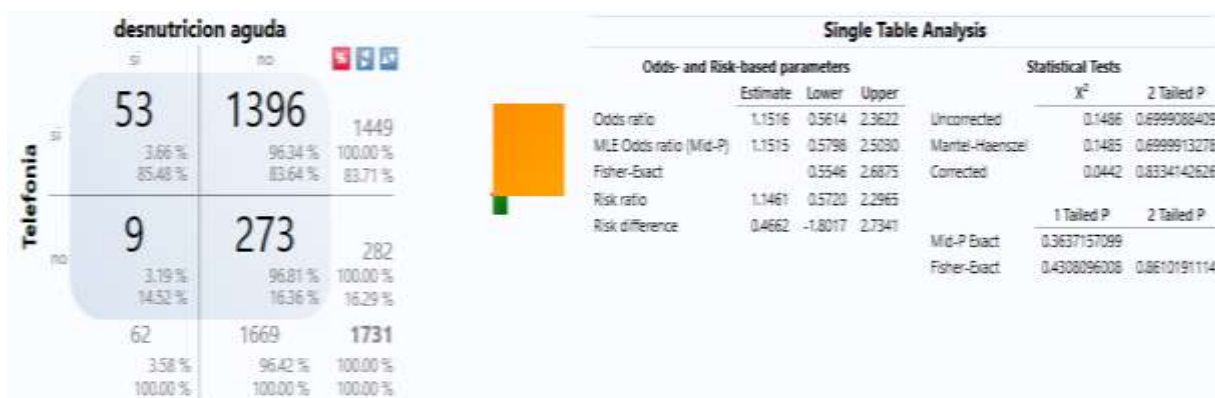 desnutricion aguda
si no
Telefonia
si 53 1396 1449
3.66 % 96.34 % 100.00 %
85.48 % 83.64 % 83.71 %
no 9 273 282
3.19 % 96.81 % 100.00 %
14.52 % 16.36 % 16.29 %
62 1669 1731
3.58 % 96.42 % 100.00 %
100.00 % 100.00 % 100.00 %
Single Table Analysis
Odds- and Risk-based parameters
Estimate Lower Upper
Odds ratio 1.1516 0.5614 2.3622
MLE Odds ratio (Mid-P) 1.1515 0.5798 2.5030
Fisher-Exact 0.5546 2.6875
Risk ratio 1.1461 0.5720 2.2965
Risk difference 0.4662 -1.8017 2.7341
Statistical Tests
X² 2 Tailed P
Uncorrected 0.1486 0.6999088409
Mantel-Haenszel 0.1485 0.6999913278
Corrected 0.0442 0.8334142626
1 Tailed P 2 Tailed P
Mid-P Exact 0.3637157099
Fisher-Exact 0.4308096008 0.8610191114